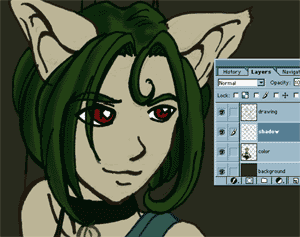 History Layers Navigat
Normal Opacity:
Lock:
drawing
shadow
color
background